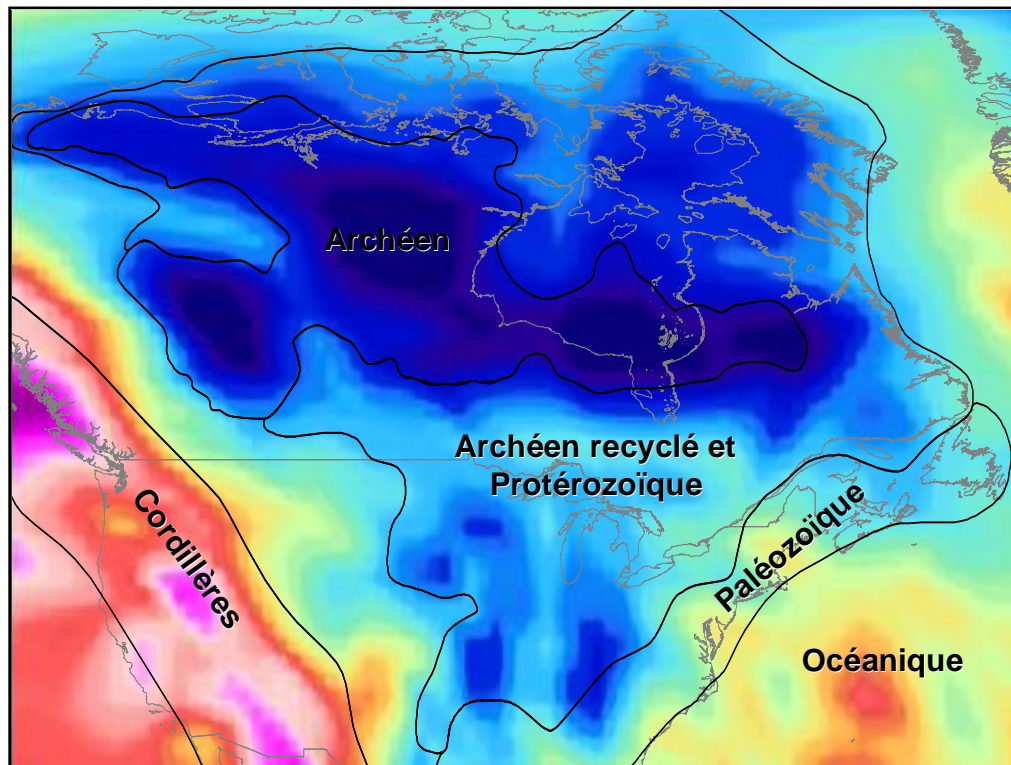 Archéen
Archéen recyclé et
Protérozoïque
Cordillères
Paléozoïque
Océanique